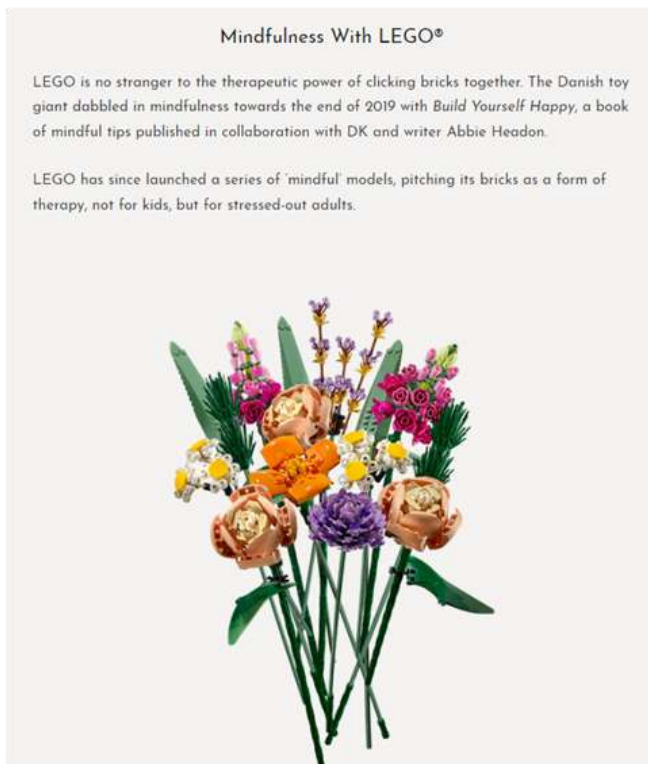 Mindfulness With LEGO®
LEGO is no stranger to the therapeutic power of clicking bricks together. The Danish toy
giant dabbled in mindfulness towards the end of 2019 with Build Yourself Happy, a book
of mindful tips published in collaboration with DK and writer Abbie Headon.
LEGO has since launched a series of ‘mindful’ models, pitching its bricks as a form of
therapy, not for kids, but for stressed-out adults.